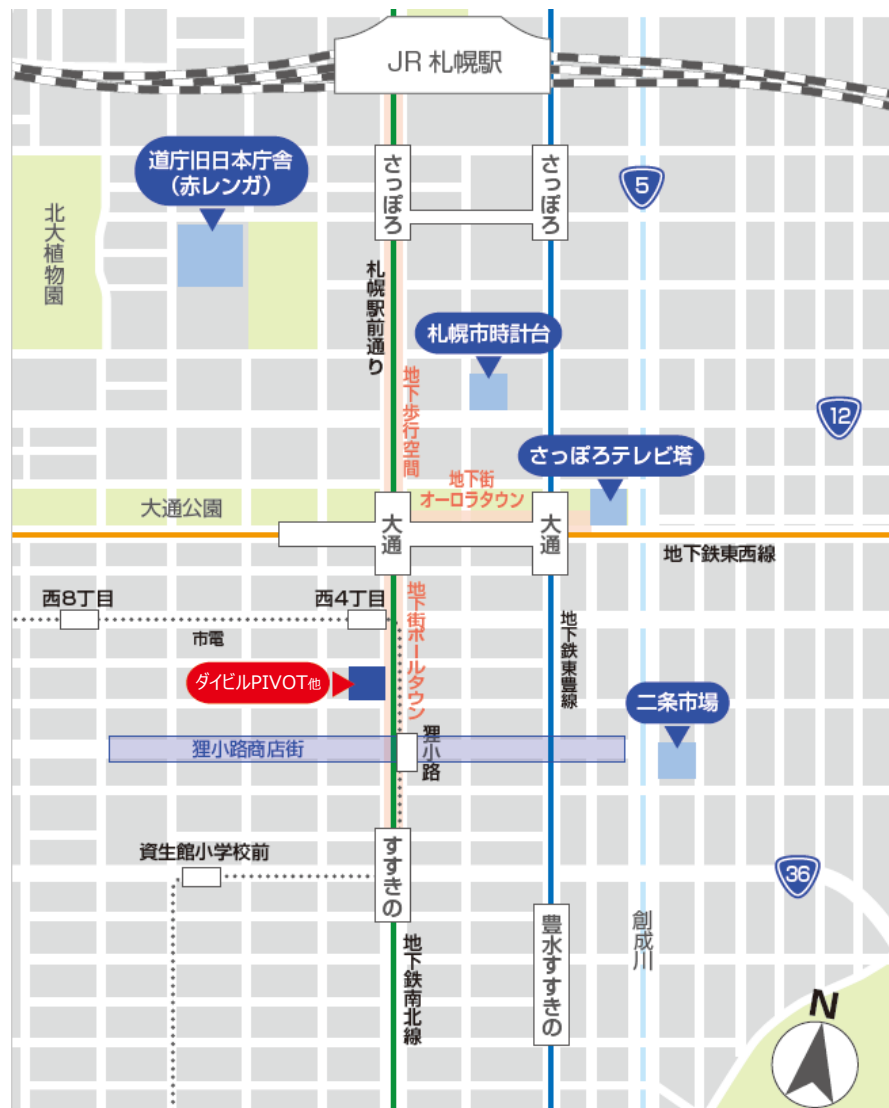 JR 札幌駅
道庁旧日本庁舎
（赤レンガ）
さっぽろ
さっぽろ
5
北大植物園
札幌駅前通り
札幌市時計台
地下歩行空間
12
さっぽろテレビ塔
地下街
オーロラタウン
大通公園
大通
大通
地下鉄東西線
西8丁目
西4丁目
市電
地下街ポールタウン
地下鉄東豊線
ダイビルPIVOT他
二条市場
狸小路商店街
狸小路
資生館小学校前
すすきの
36
豊水すすきの
創成川
地下鉄南北線
N